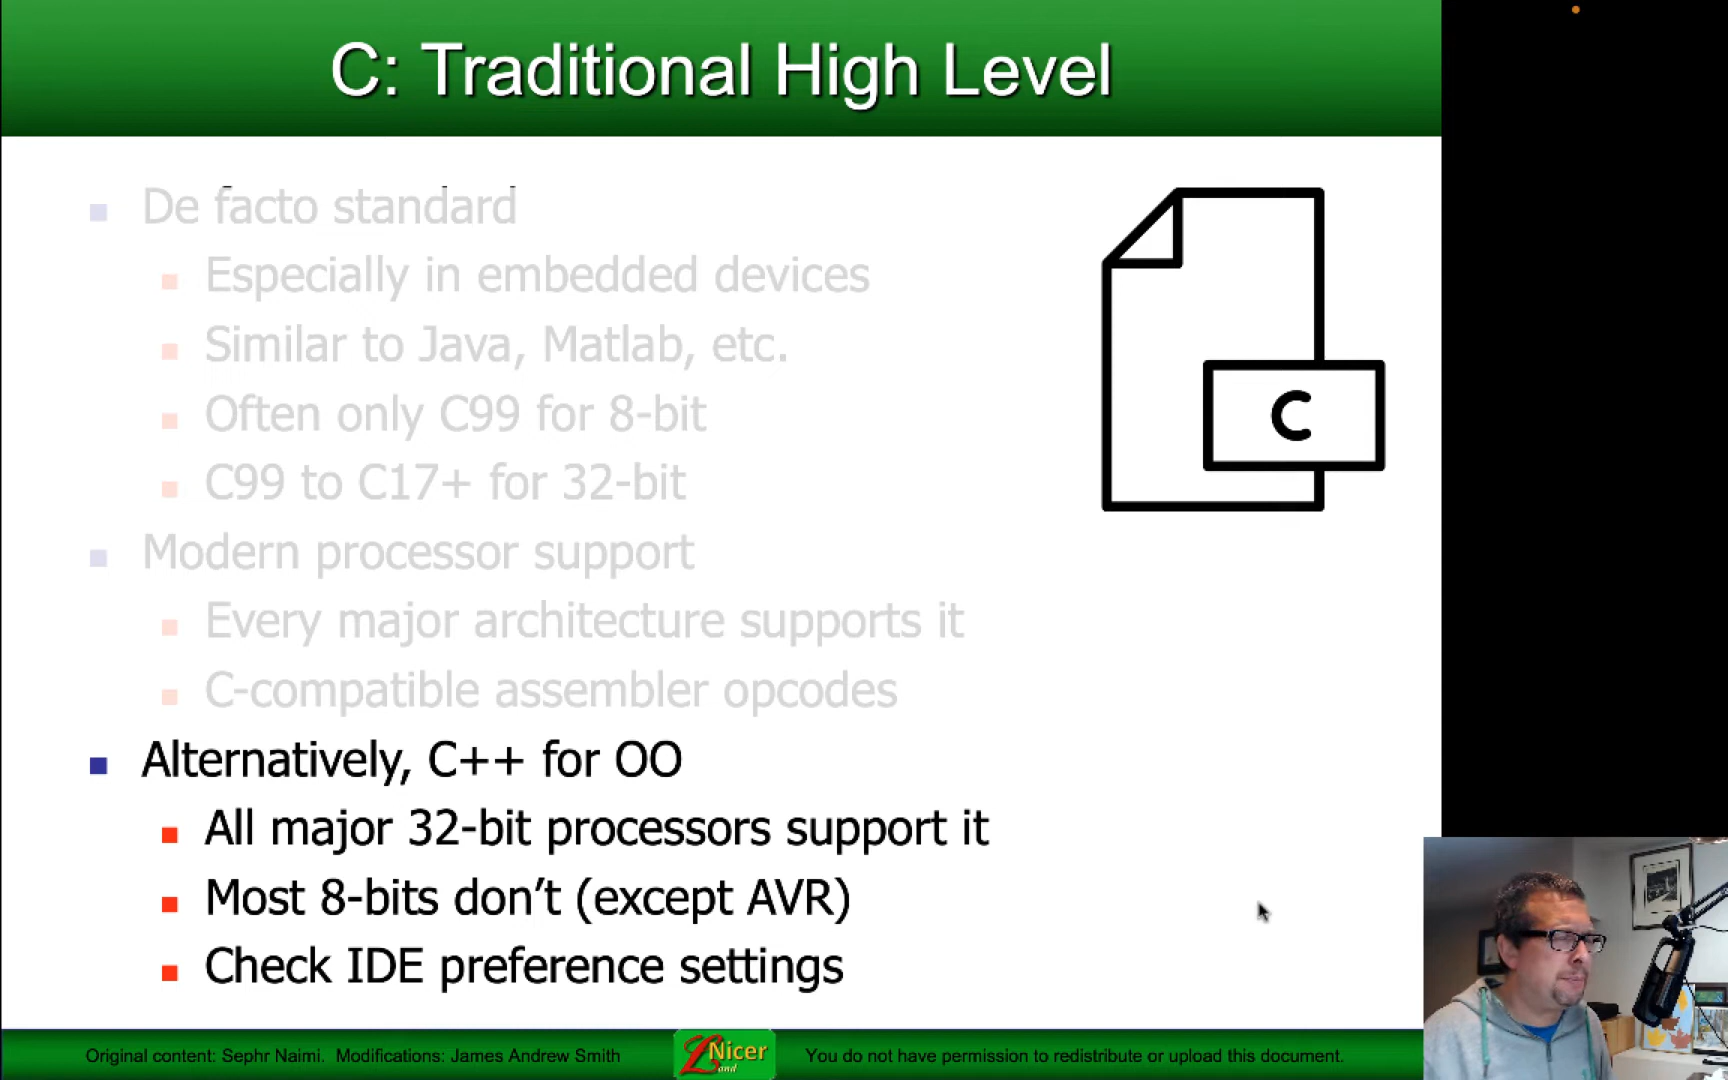 C: Traditional High Level
De facto standard
Especially in embedded devices
Similar to Java, Matlab, etc.
Often only C99 for 8-bit
C99 to C17+ for 32-bit
C
Modern processor support
Every major architecture supports it
C-compatible assembler opcodes
Alternatively, C++ for OO
All major 32-bit processors support it
Most 8-bits don’t (except AVR)
Check IDE preference settings
Original content: Sephr Naimi. Modifications: James Andrew Smith
Nicer
Land
You do not have permission to redistribute or upload this document.